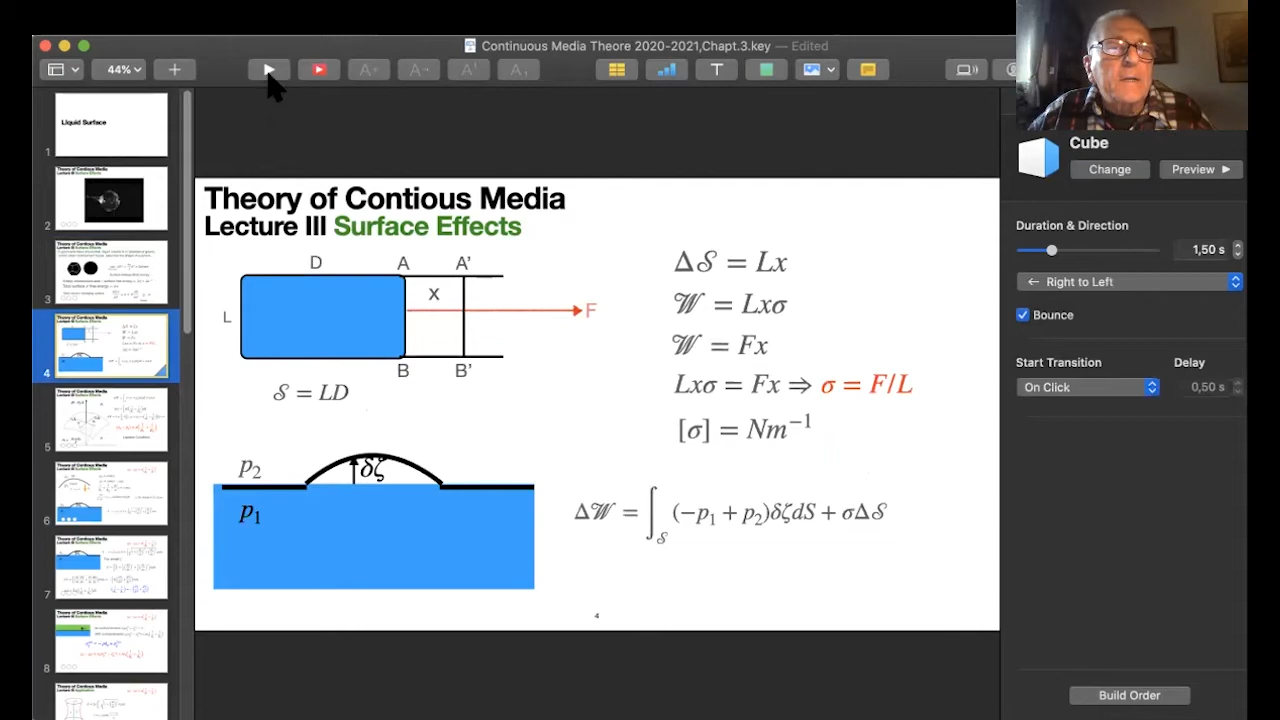 Continuous Media Theore 2020-2021,Chapt.3.key — Edited
44%
Liquid Surface
1
2
3
4
5
6
7
8
Theory of Contious Media
Lecture III Surface Effects
D
A
A'
x
F
L
B
B'
𝒮 = LD
Δ𝒮 = Lx
𝒲 = Lxσ
𝒲 = Fx
Lxσ = Fx ⇒ σ = F/L
[σ] = Nm⁻¹
p₂
δζ
p₁
Δ𝒲 = ∫_𝒮 (−p₁ + p₂)δζdS + σΔ𝒮
4
Cube
Change
Preview
Duration & Direction
1,50 s
← Right to Left
Bounce
Start Transition
Delay
On Click
0,50 s
Build Order